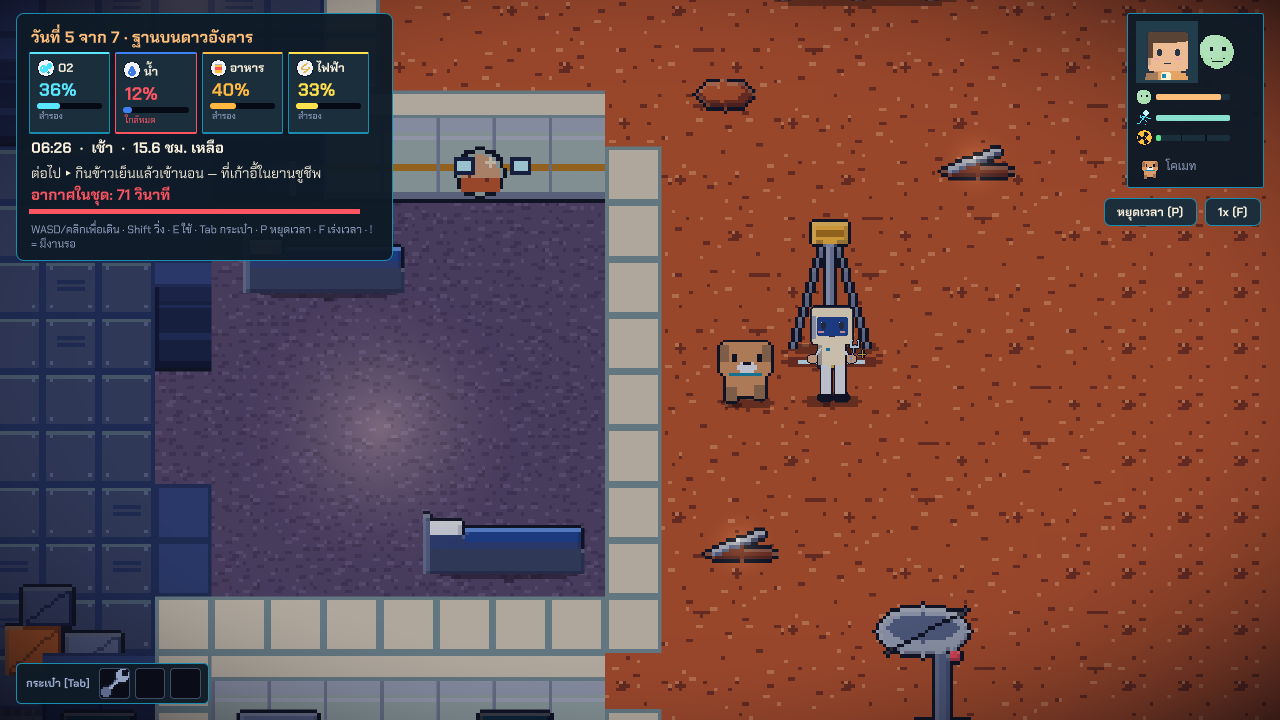 วันที่ 5 จาก 7 · ฐานบนดาวอังคาร
O2
36%
สำรอง
น้ำ
12%
ใกล้หมด
อาหาร
40%
สำรอง
ไฟฟ้า
33%
สำรอง
06:26 · เช้า · 15.6 ชม. เหลือ
ต่อไป ▸ กินข้าวเย็นแล้วเข้านอน — ที่เก้าอี้ในยานชูชีพ
อากาศในชุด: 71 วินาที
WASD/คลิกเพื่อเดิน · Shift วิ่ง · E ใช้ · Tab กระเป๋า · P หยุดเวลา · F เร่งเวลา · !
= มีงานรอ
โคเมท
หยุดเวลา (P)
1x (F)
กระเป๋า [Tab]